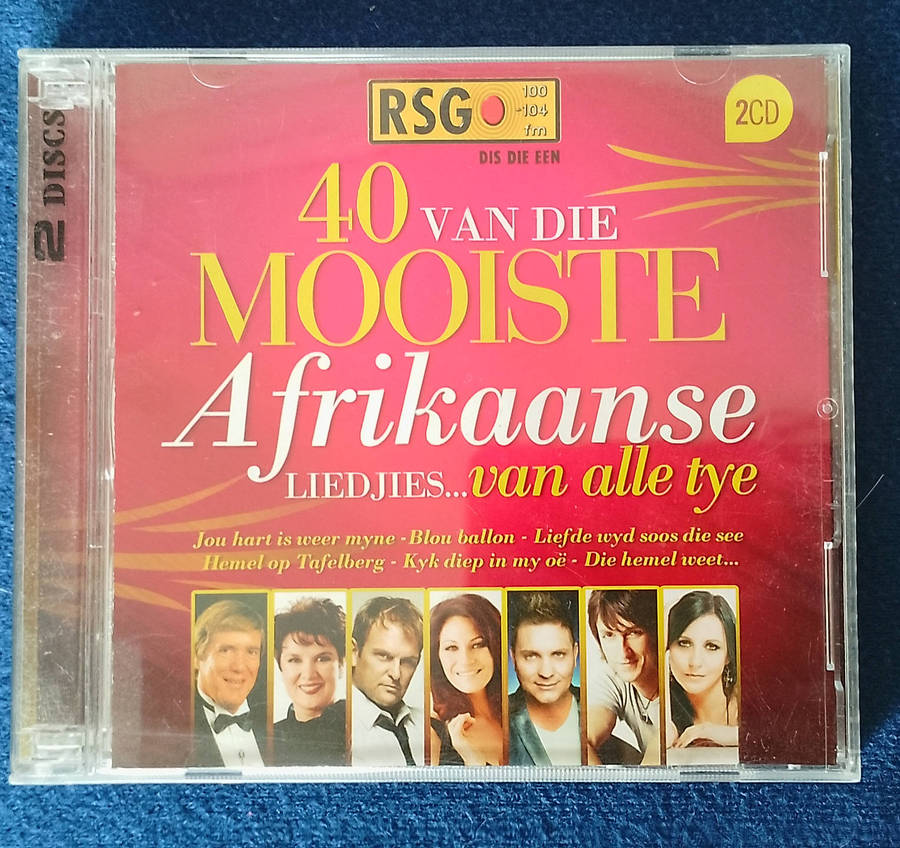 2 DISCS
RSG 100
-104
fm
DIS DIE EEN
2CD
40 VAN DIE
MOOISTE
Afrikaanse
LIEDJIES...van alle tye
Jou hart is weer myne - Blou ballon - Liefde wyd soos die see
Hemel op Tafelberg - Kyk diep in my oë - Die hemel weet...